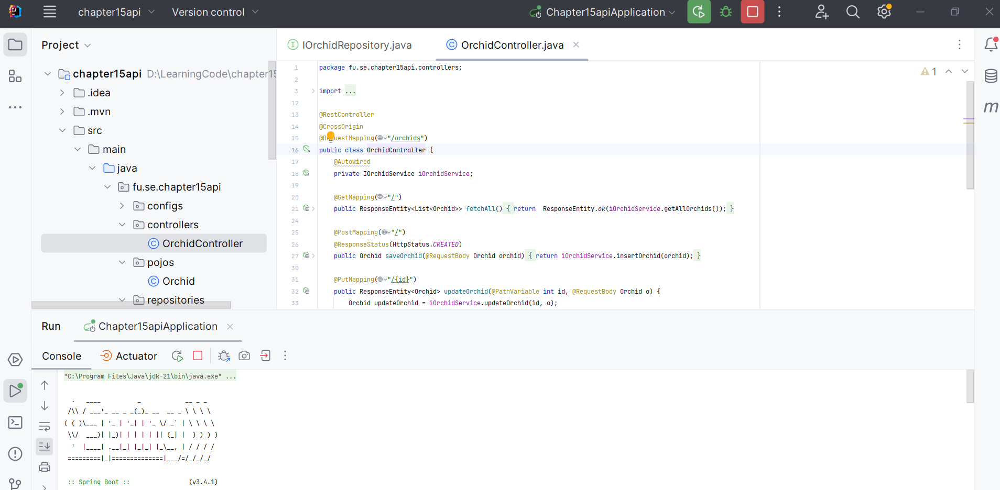 chapter15api Version control Chapter15apiApplication
Project
IOrchidRepository.java OrchidController.java
chapter15api D:\LearningCode\chapter15
.idea
.mvn
src
main
java
fu.se.chapter15api
configs
controllers
OrchidController
pojos
Orchid
repositories
1 package fu.se.chapter15api.controllers;
2
3 import ...
12
13 @RestController
14 @CrossOrigin
15 @RequestMapping("/orchids")
16 public class OrchidController {
17 @Autowired
18 private IOrchidService iOrchidService;
19
20 @GetMapping("/")
21 public ResponseEntity<List<Orchid>> fetchAll() { return ResponseEntity.ok(iOrchidService.getAllOrchids()); }
24
25 @PostMapping("/")
26 @ResponseStatus(HttpStatus.CREATED)
27 public Orchid saveOrchid(@RequestBody Orchid orchid) { return iOrchidService.insertOrchid(orchid); }
30
31 @PutMapping("/{id}")
32 public ResponseEntity<Orchid> updateOrchid(@PathVariable int id, @RequestBody Orchid o) {
33 Orchid updateOrchid = iOrchidService.updateOrchid(id, o);
1
m
Run Chapter15apiApplication
Console Actuator
"C:\Program Files\Java\jdk-21\bin\java.exe" ...
  .   ____          _            __ _ _
 /\\ / ___'_ __ _ _(_)_ __  __ _ \ \ \ \
( ( )\___ | '_ | '_| | '_ \/ _` | \ \ \ \
 \\/  ___)| |_)| | | | | || (_| |  ) ) ) )
  '  |____| .__|_| |_|_| |_\__, | / / / /
 =========|_|==============|___/=/_/_/_/
:: Spring Boot :: (v3.4.1)